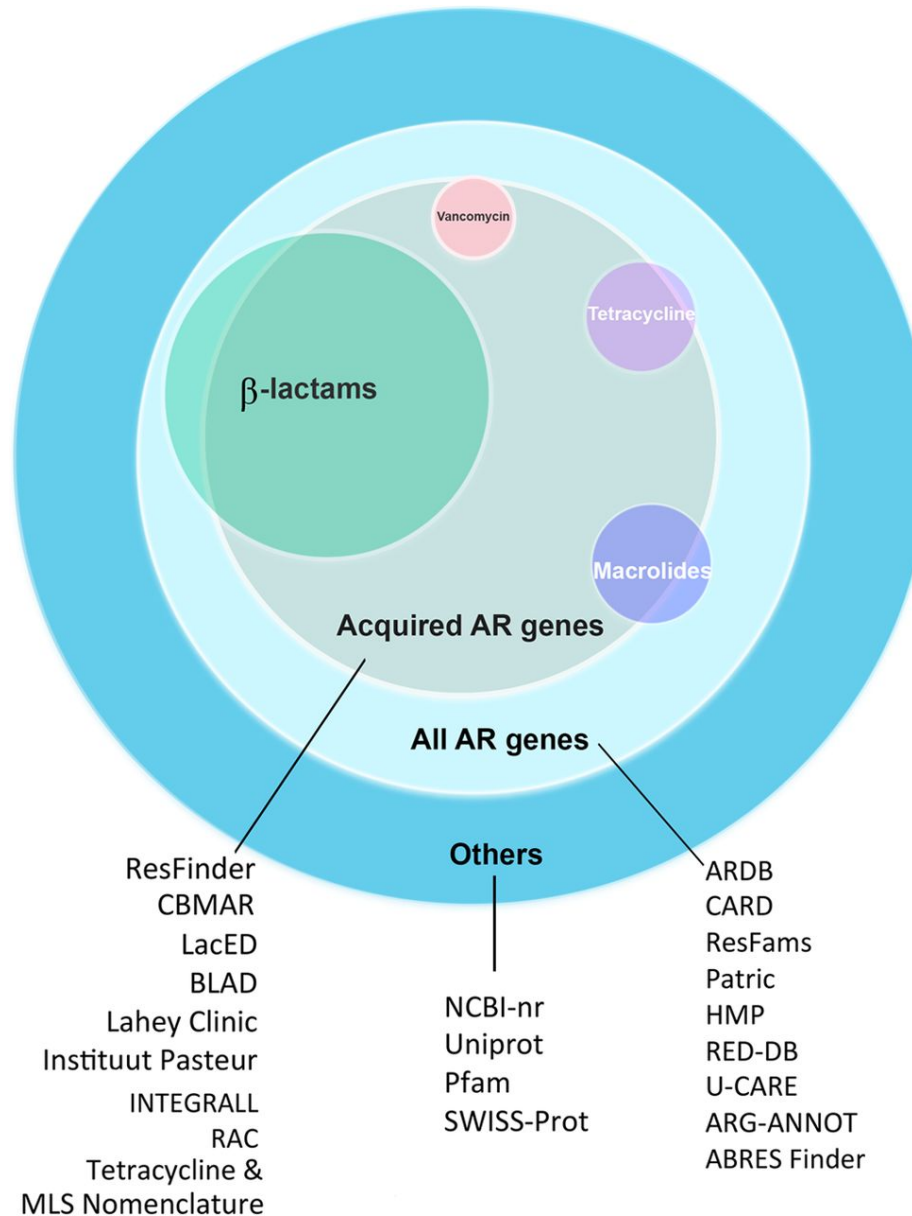 Vancomycin
Tetracycline
β-lactams
Macrolides
Acquired AR genes
All AR genes
Others
ResFinder
CBMAR
LacED
BLAD
Lahey Clinic
Instituut Pasteur
INTEGRALL
RAC
Tetracycline &
MLS Nomenclature
NCBI-nr
Uniprot
Pfam
SWISS-Prot
ARDB
CARD
ResFams
Patric
HMP
RED-DB
U-CARE
ARG-ANNOT
ABRES Finder